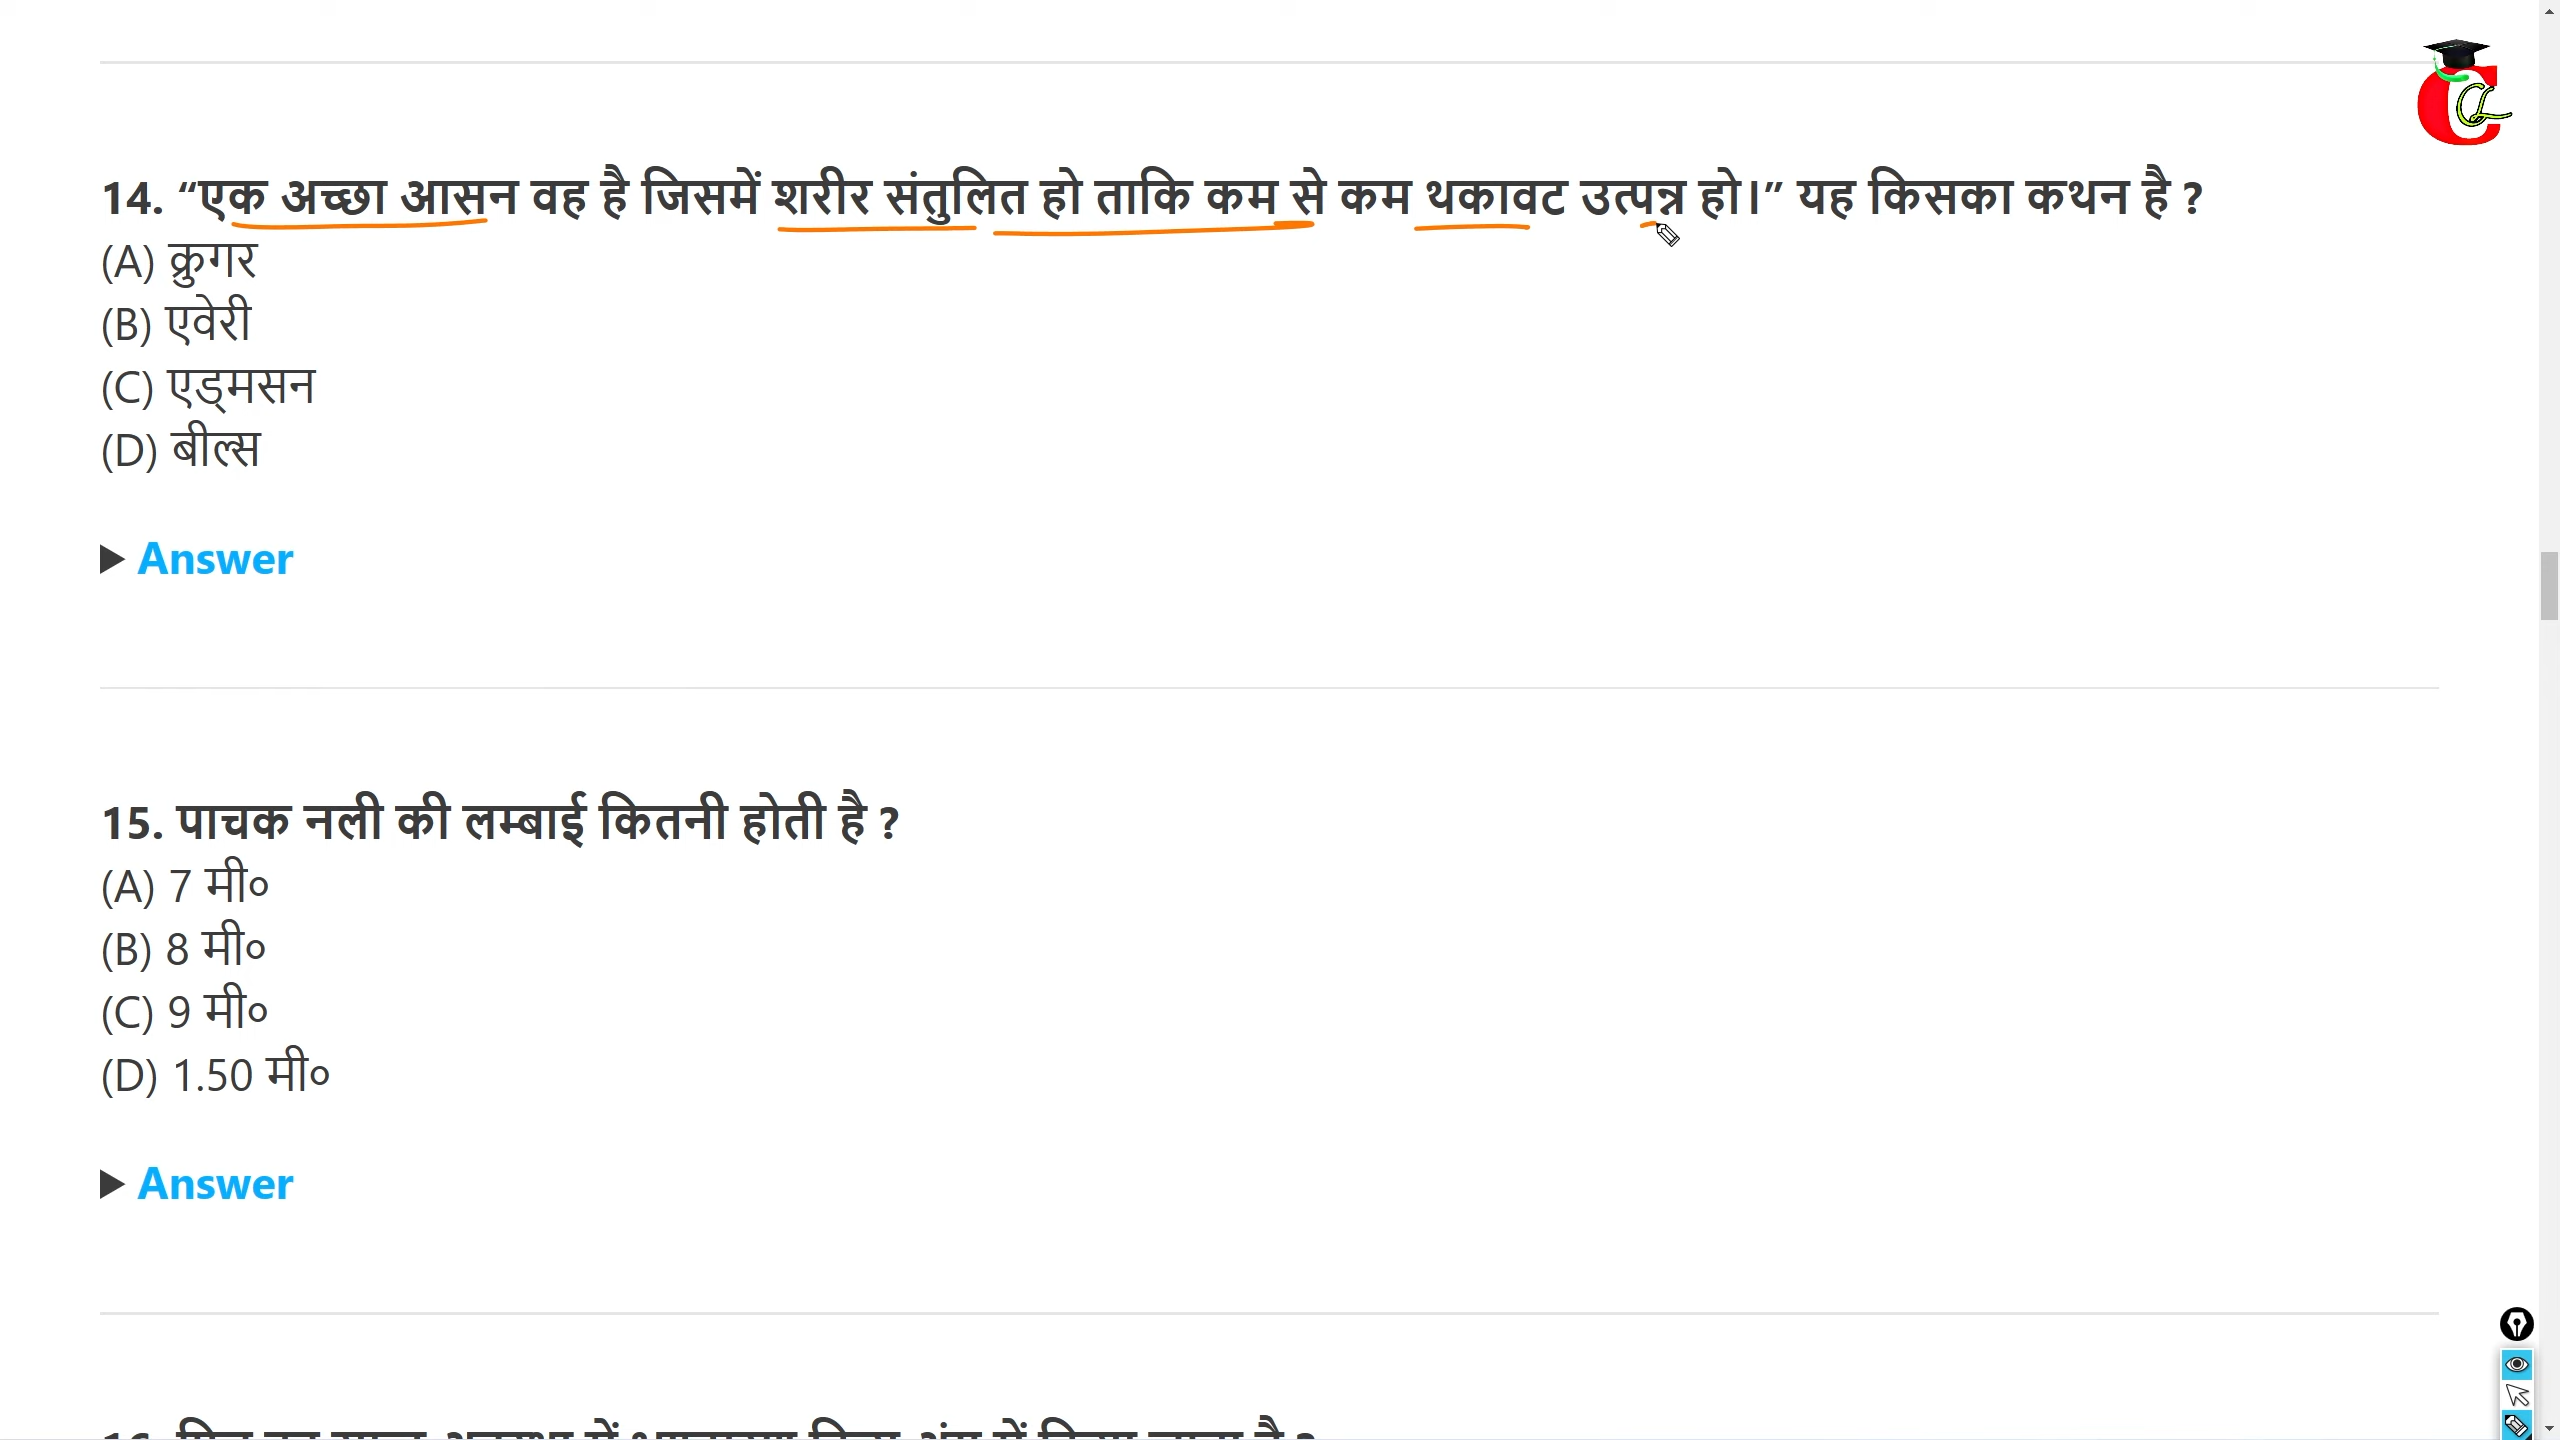 14. “एक अच्छा आसन वह है जिसमें शरीर संतुलित हो ताकि कम से कम थकावट उत्पन्न हो।” यह किसका कथन है ?
(A) क्रुगर
(B) एवेरी
(C) एड्मसन
(D) बील्स
▶ Answer
15. पाचक नली की लम्बाई कितनी होती है ?
(A) 7 मी०
(B) 8 मी०
(C) 9 मी०
(D) 1.50 मी०
▶ Answer